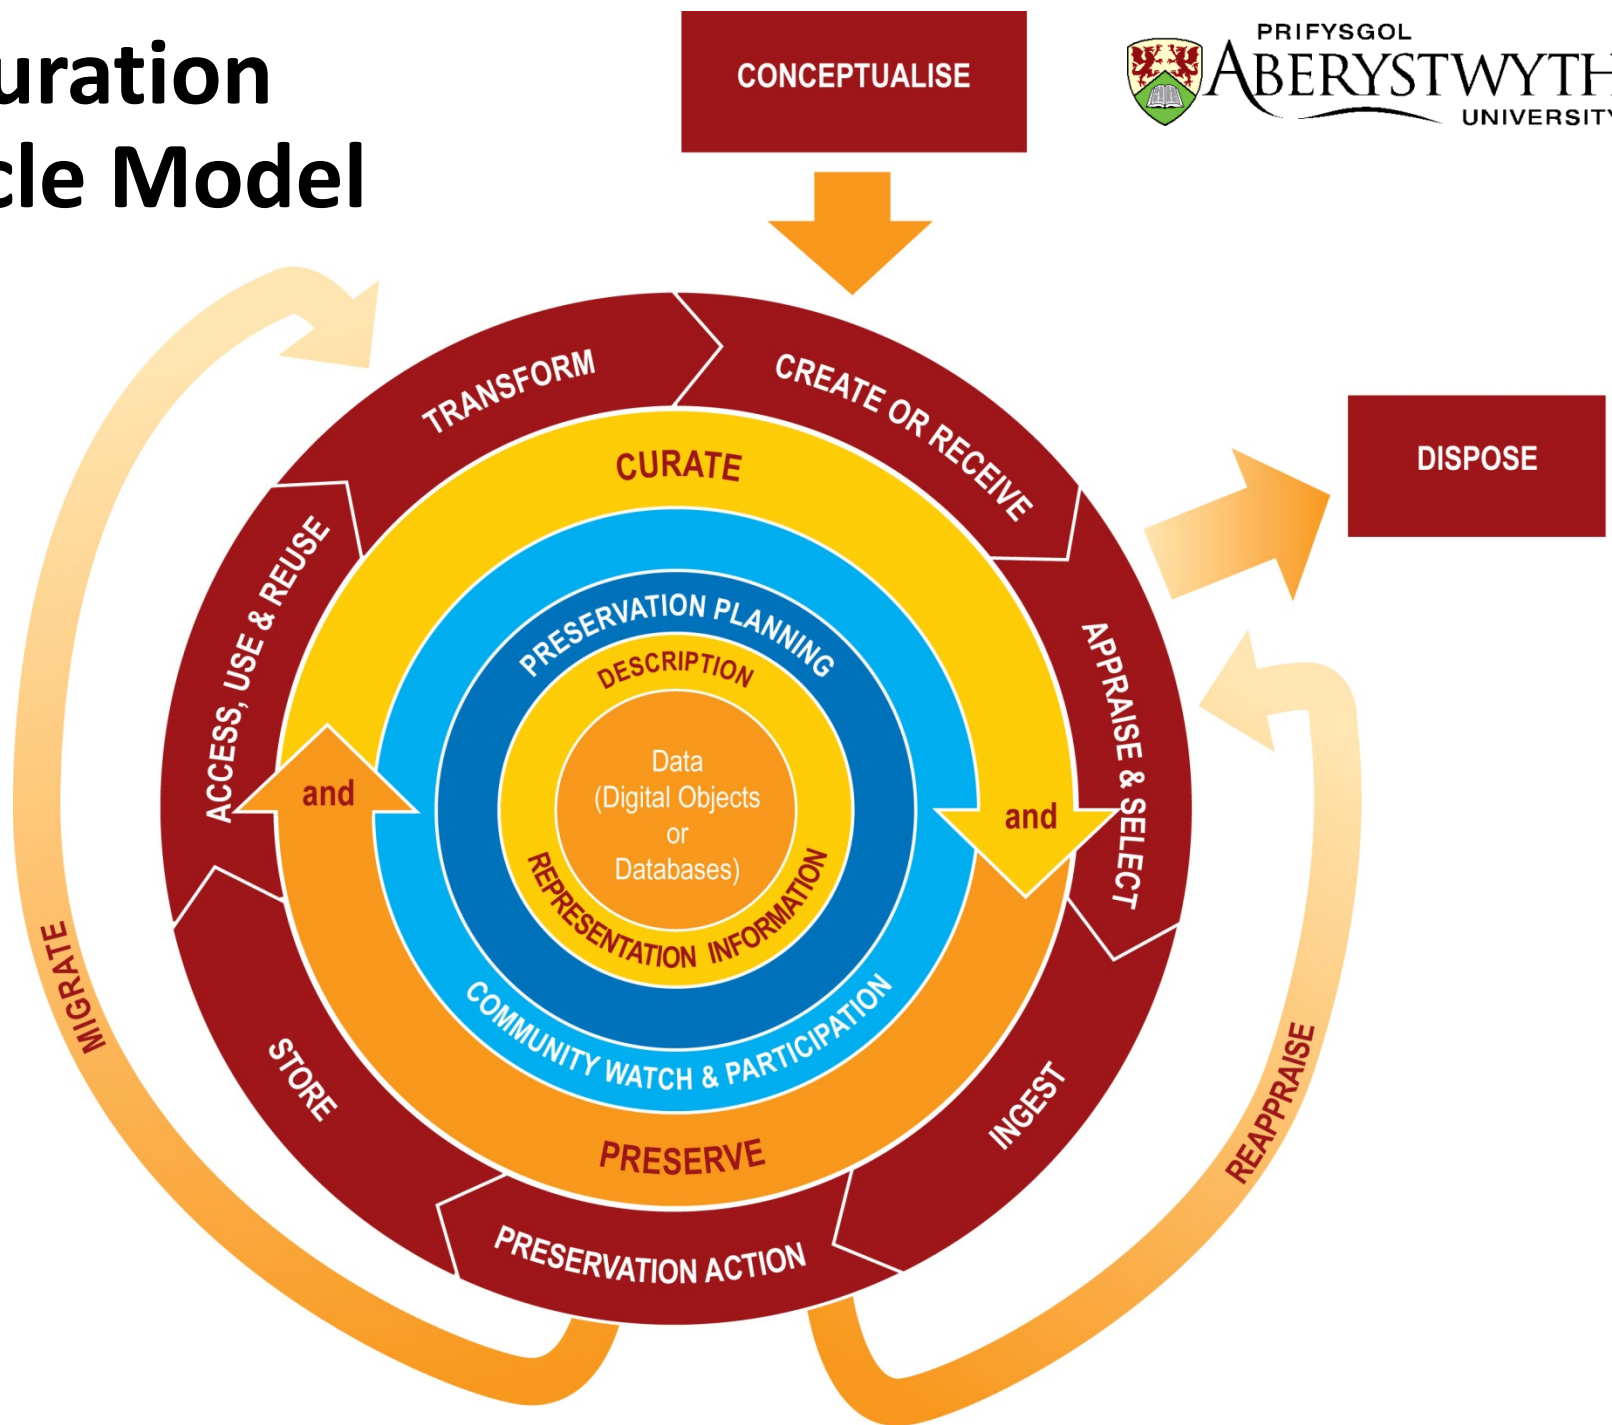 uration
cle Model
CONCEPTUALISE
PRIFYSGOL
ABERYSTWYTH
UNIVERSITY
TRANSFORM
CREATE OR RECEIVE
DISPOSE
CURATE
ACCESS, USE & REUSE
PRESERVATION PLANNING
APPRAISE & SELECT
DESCRIPTION
Data
(Digital Objects
or
Databases)
and
and
REPRESENTATION INFORMATION
COMMUNITY WATCH & PARTICIPATION
MIGRATE
STORE
INGEST
REAPPRAISE
PRESERVE
PRESERVATION ACTION